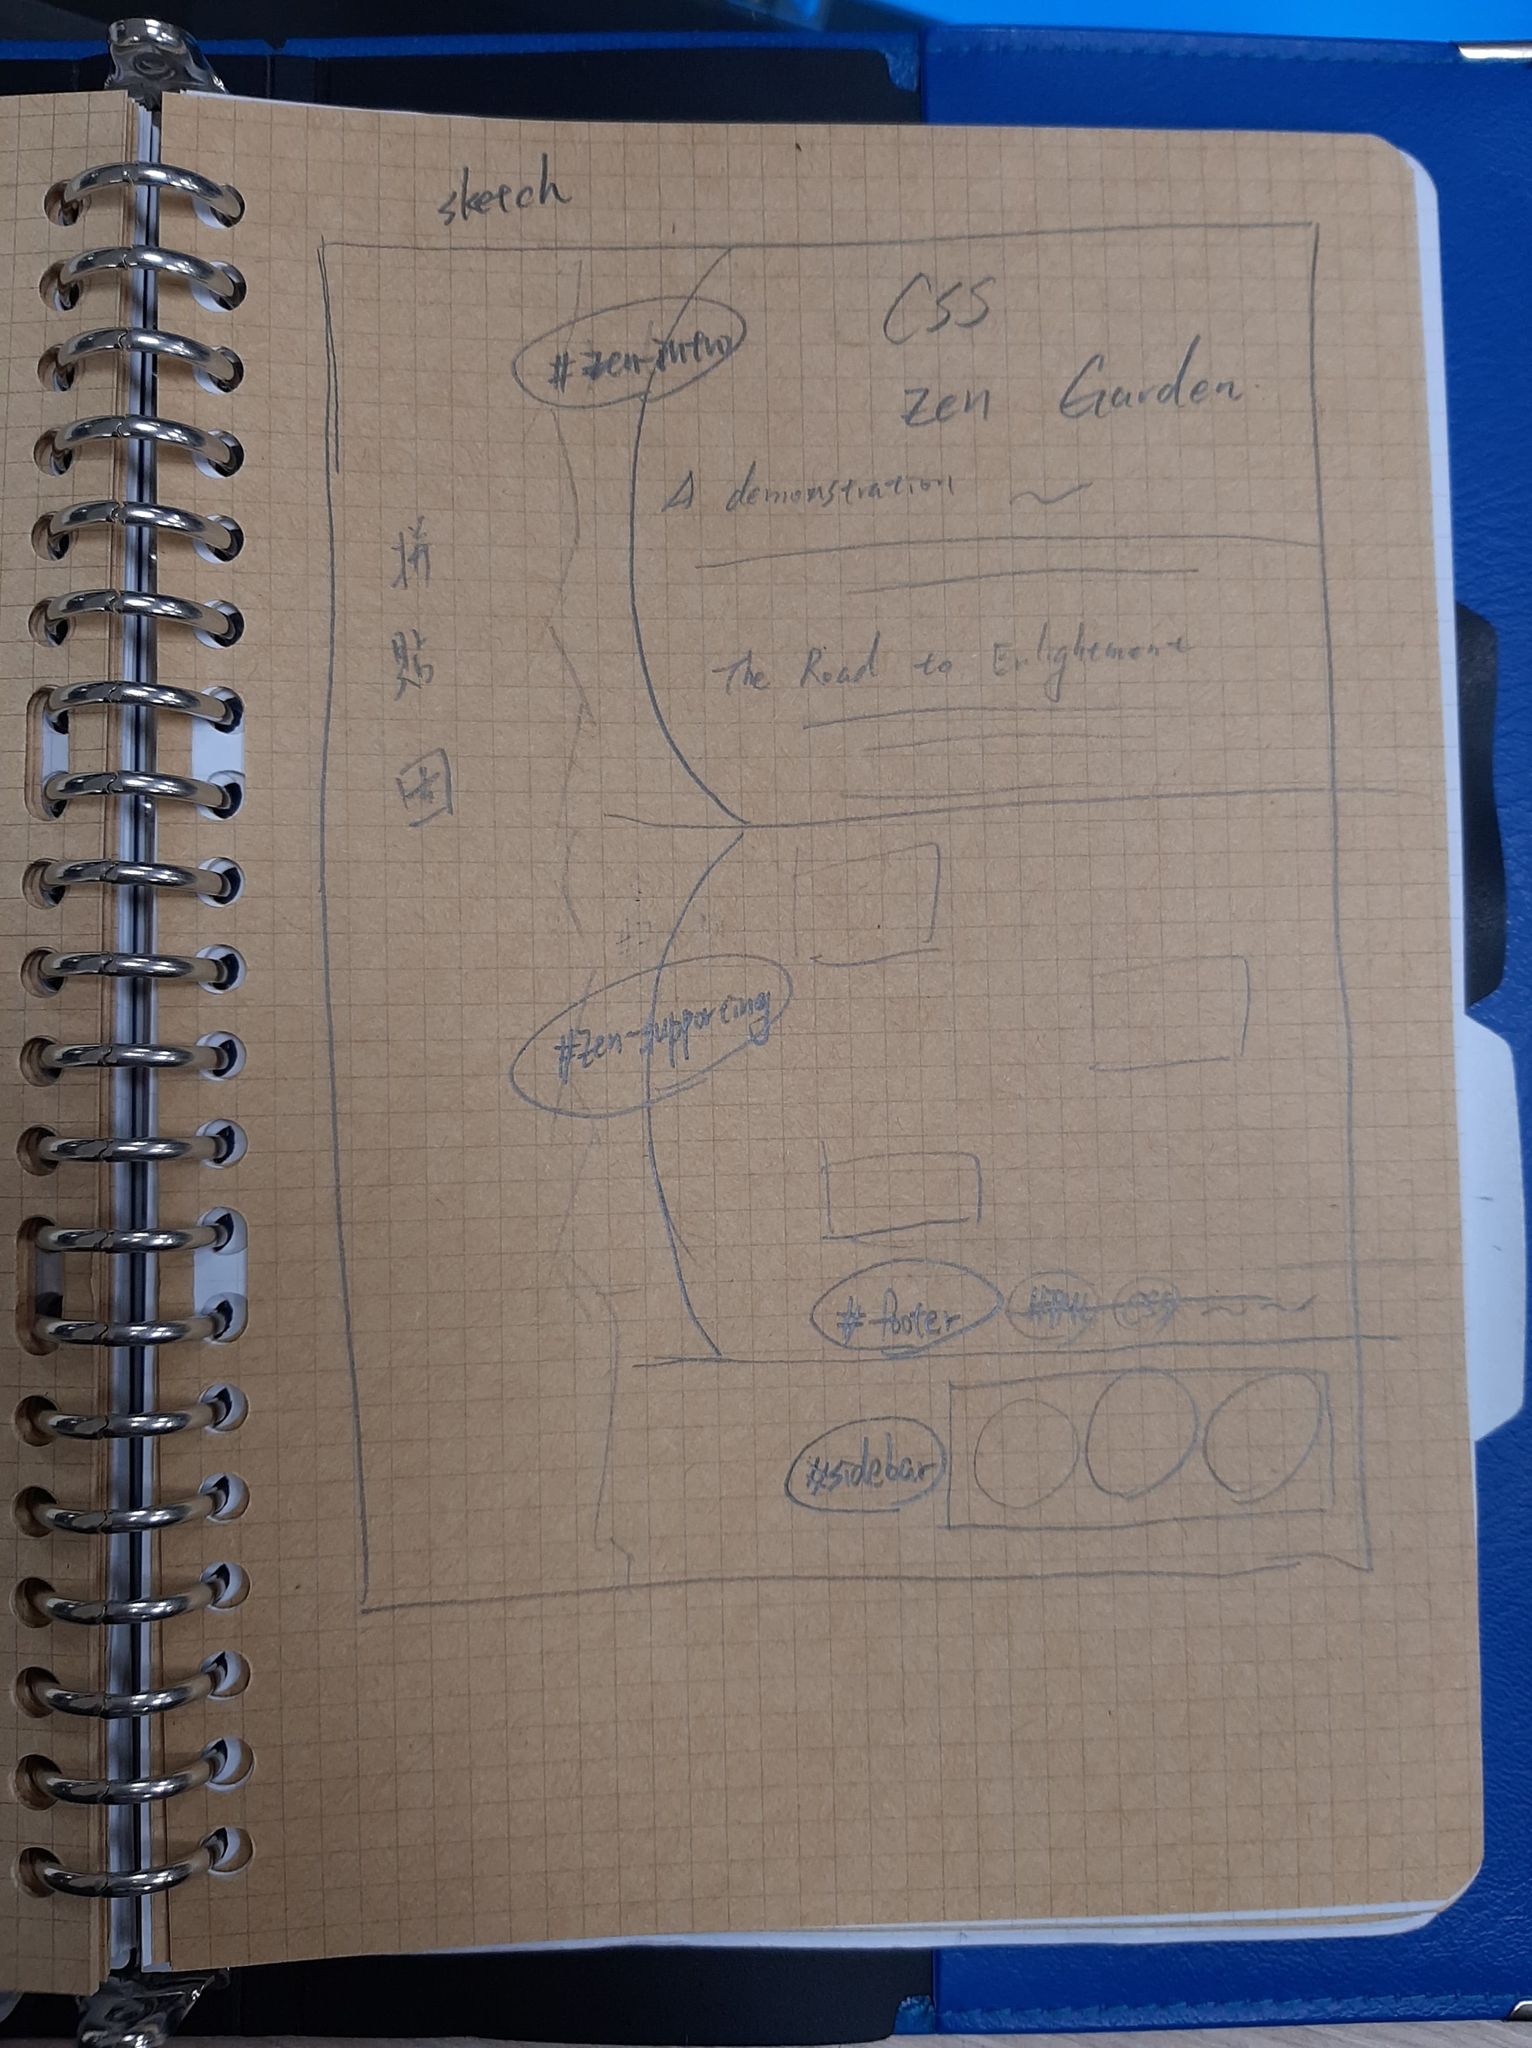 sketch
#zen-intro
CSS
zen Garden
A demonstration
拼
贴
图
The Road to Enlightement
#zen-supporting
#footer HTML CSS
#sidebar